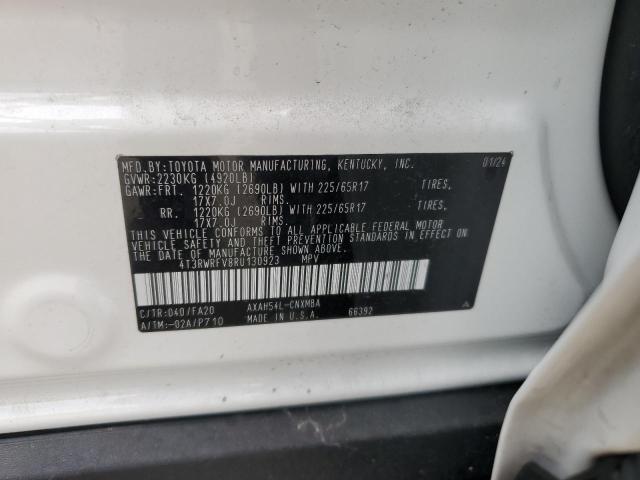 MFD.BY:TOYOTA MOTOR MANUFACTURING, KENTUCKY, INC. 01/24
GVWR:2230KG (4920LB)
GAWR:FRT. 1220KG (2690LB) WITH 225/65R17 TIRES,
17X7.0J RIMS.
RR. 1220KG (2690LB) WITH 225/65R17 TIRES,
17X7.0J RIMS.
THIS VEHICLE CONFORMS TO ALL APPLICABLE FEDERAL MOTOR
VEHICLE SAFETY AND THEFT PREVENTION STANDARDS IN EFFECT ON
THE DATE OF MANUFACTURE SHOWN ABOVE.
4T3RWRFV8RU130923 MPV
C/TR:040/FA20 AXAH54L-CNXMBA A
A/TM:-02A/P710 MADE IN U.S.A. 66392